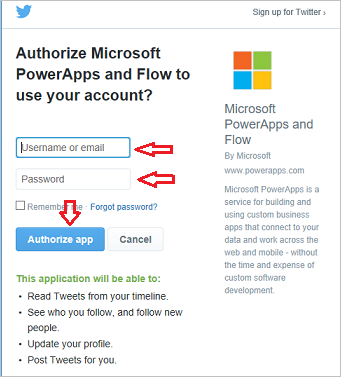 Sign up for Twitter ›
Authorize Microsoft
PowerApps and Flow to
use your account?
Username or email
Password
Remember me · Forgot password?
Authorize app
Cancel
This application will be able to:
• Read Tweets from your timeline.
• See who you follow, and follow new
people.
• Update your profile.
• Post Tweets for you.
Microsoft
PowerApps and
Flow
By Microsoft
www.powerapps.com
Microsoft PowerApps is a
service for building and
using custom business
apps that connect to your
data and work across the
web and mobile - without
the time and expense of
custom software
development.